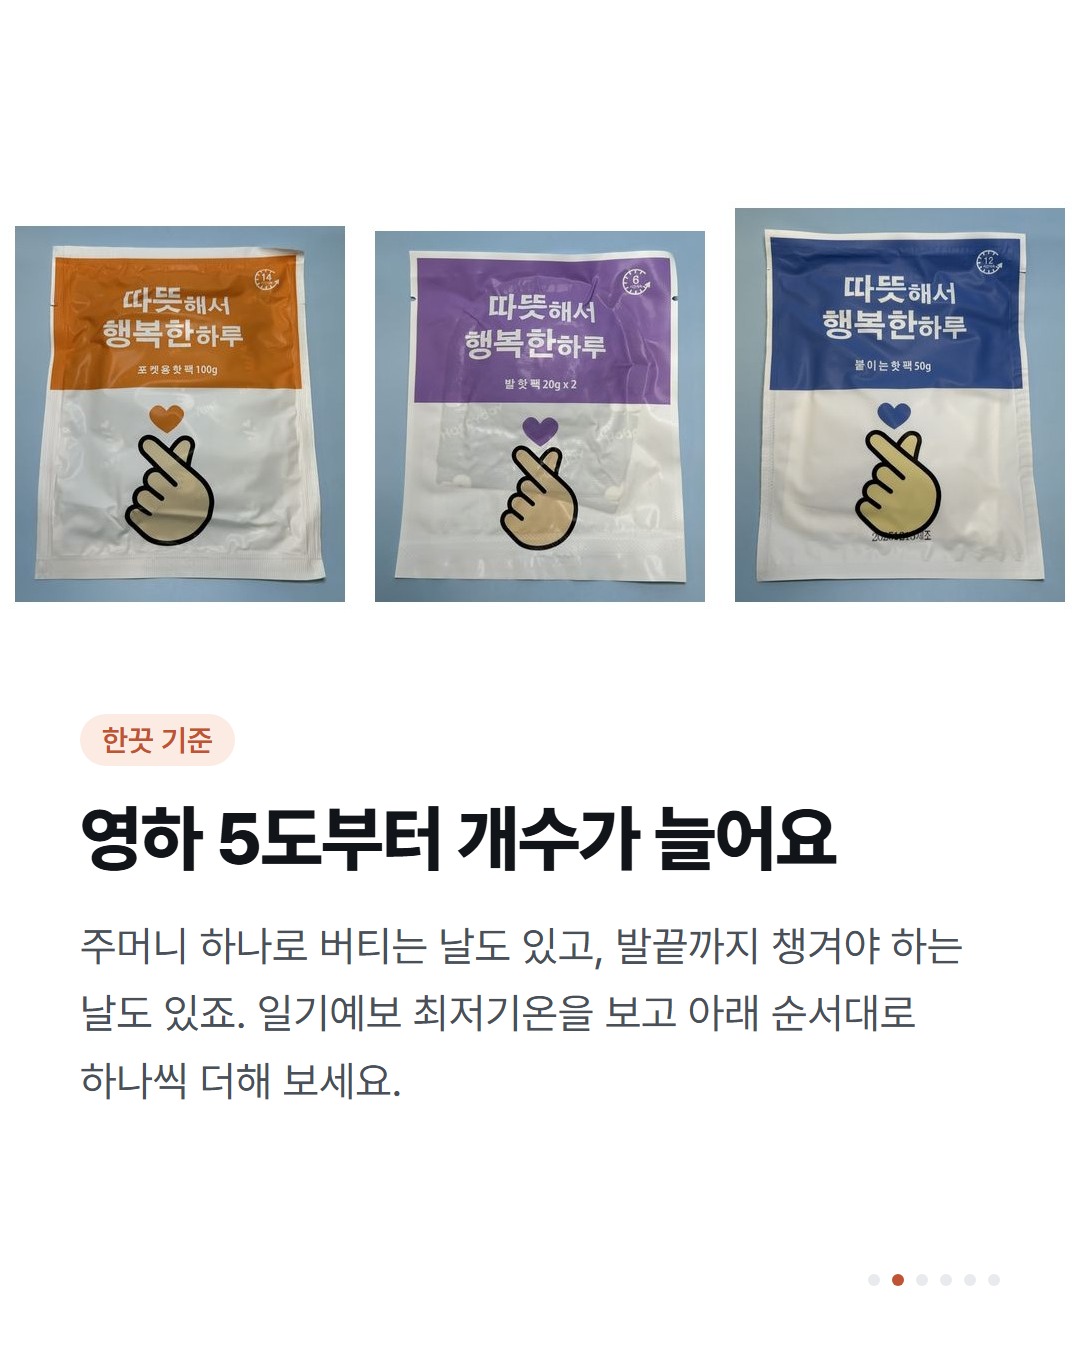 14
따뜻해서
행복한하루
포켓용핫팩 100g
6
따뜻해서
행복한하루
발핫팩 20g x 2
12
따뜻해서
행복한하루
붙이는핫팩 50g
한끗 기준
영하 5도부터 개수가 늘어요
주머니 하나로 버티는 날도 있고, 발끝까지 챙겨야 하는
날도 있죠. 일기예보 최저기온을 보고 아래 순서대로
하나씩 더해 보세요.